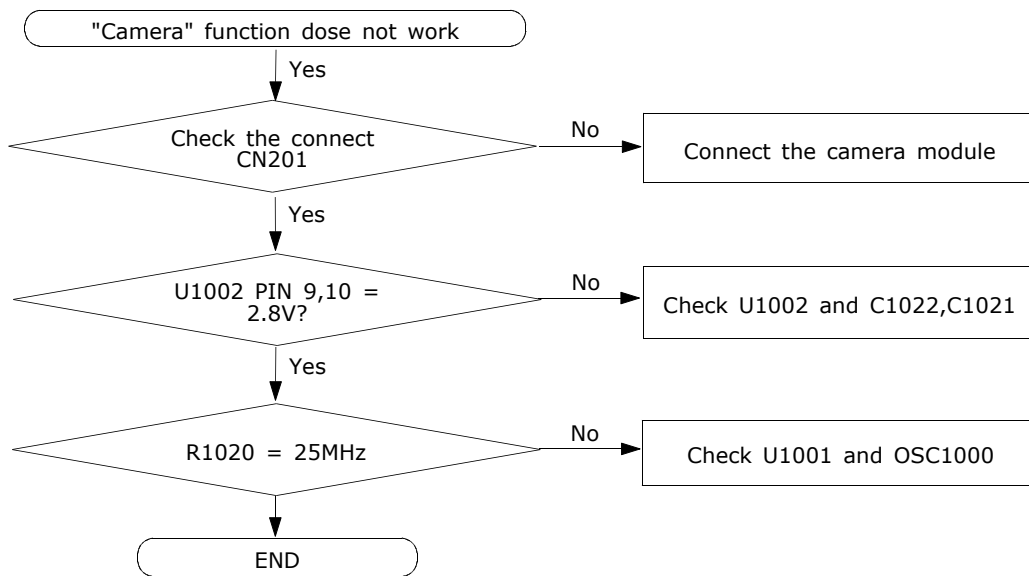 "Camera" function dose not work
Yes
Check the connect
CN201
No
Connect the camera module
Yes
U1002 PIN 9,10 =
2.8V?
No
Check U1002 and C1022,C1021
Yes
R1020 = 25MHz
No
Check U1001 and OSC1000
END